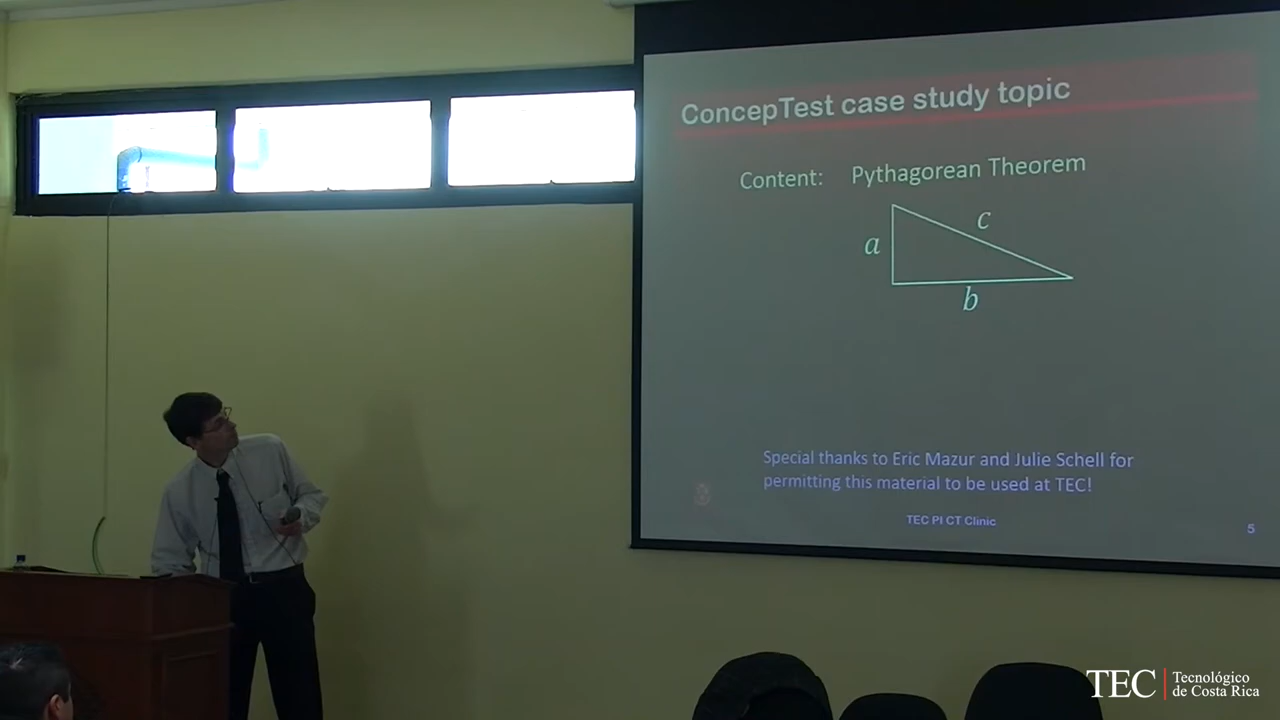 ConcepTest case study topic
Content: Pythagorean Theorem
c
a
b
Special thanks to Eric Mazur and Julie Schell for
permitting this material to be used at TEC!
TEC PI CT Clinic
5
TEC
Tecnológico
de Costa Rica